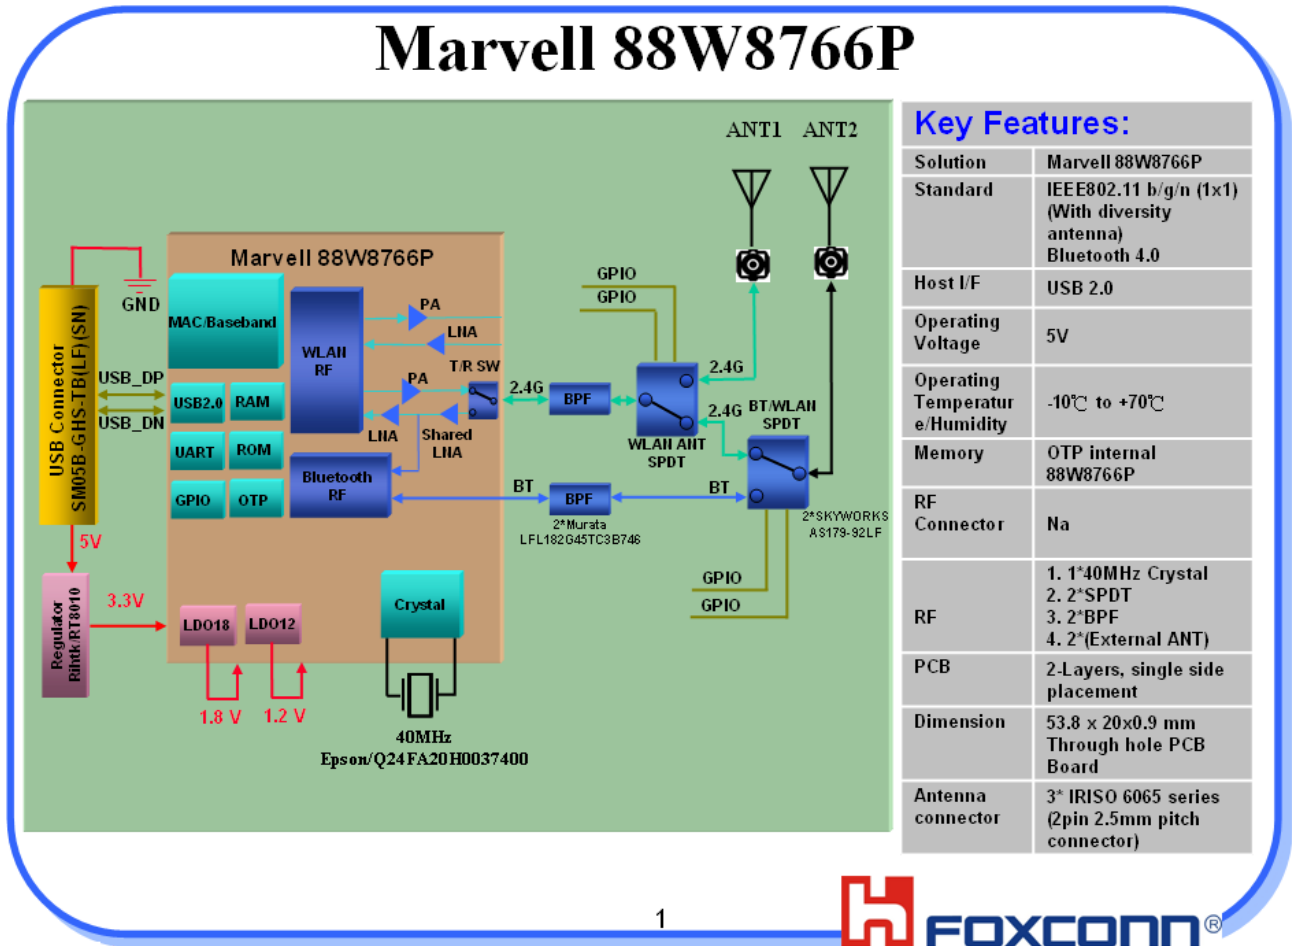 Marvell 88W8766P
ANT1 ANT2
Marvell 88W8766P
GND
USB Connector
SM05B-GHS-TB(LF)(SN)
USB_DP
USB_DN
MAC/Baseband
USB2.0 RAM
UART ROM
GPIO OTP
WLAN
RF
Bluetooth
RF
PA
LNA
T/R SW
PA
LNA
Shared
LNA
2.4G
BPF
GPIO
GPIO
2.4G
2.4G
WLAN ANT
SPDT
BT/WLAN
SPDT
BT
BPF
BT
2*Murata
LFL182G45TC3B746
2*SKYWORKS
AS179-92LF
GPIO
GPIO
5V
Regulator
Rihtk/RT8010
3.3V
LDO18 LDO12
1.8 V 1.2 V
Crystal
40MHz
Epson/Q24FA20H0037400
Key Features:
Solution Marvell 88W8766P
Standard IEEE802.11 b/g/n (1x1)
(With diversity
antenna)
Bluetooth 4.0
Host I/F USB 2.0
Operating
Voltage 5V
Operating
Temperatur
e/Humidity -10℃ to +70℃
Memory OTP internal
88W8766P
RF
Connector Na
RF 1. 1*40MHz Crystal
2. 2*SPDT
3. 2*BPF
4. 2*(External ANT)
PCB 2-Layers, single side
placement
Dimension 53.8 x 20x0.9 mm
Through hole PCB
Board
Antenna
connector 3* IRISO 6065 series
(2pin 2.5mm pitch
connector)
1
FOXCONN®